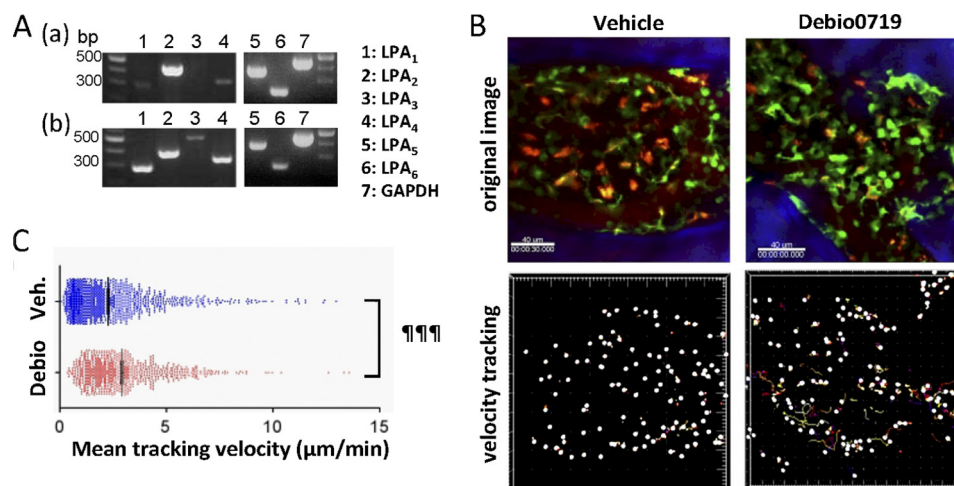 A
(a)
bp
1 2 3 4
5 6 7
500
300
(b)
1 2 3 4
5 6 7
500
300
1: LPA1
2: LPA2
3: LPA3
4: LPA4
5: LPA5
6: LPA6
7: GAPDH
B
Vehicle
Debio0719
original image
40 um
00:00:30.000
40 um
00:00:00.000
velocity tracking
C
Veh.
Debio
¶¶¶
0 5 10 15
Mean tracking velocity (µm/min)